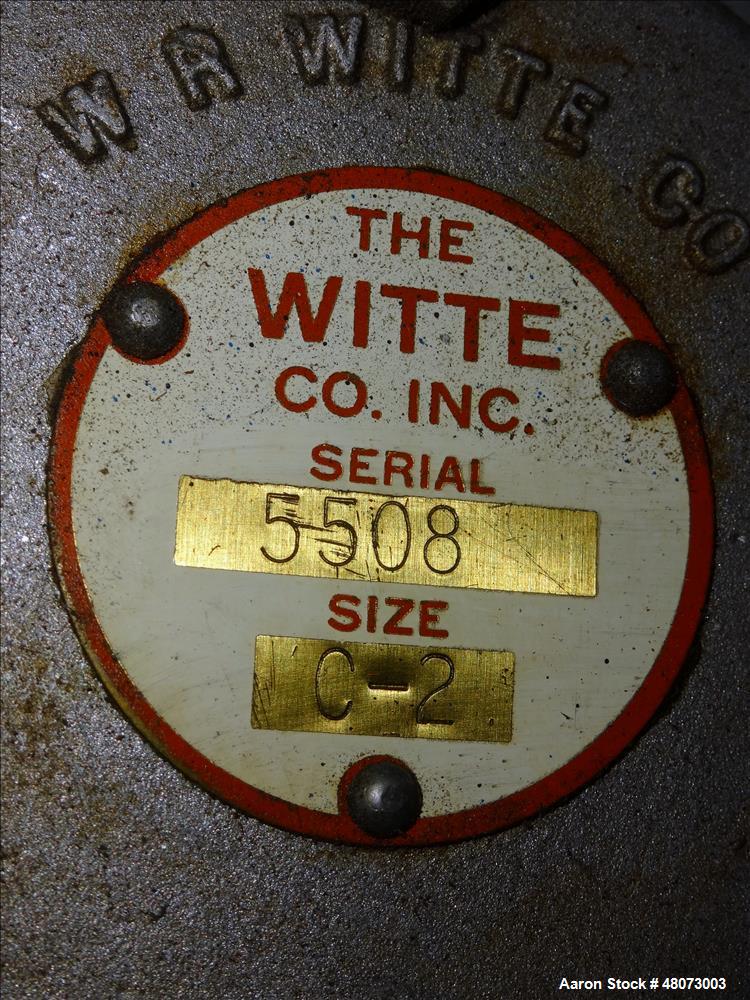 W R WITTE CO
THE
WITTE
CO. INC.
SERIAL
5508
SIZE
C-2
Aaron Stock # 48073003